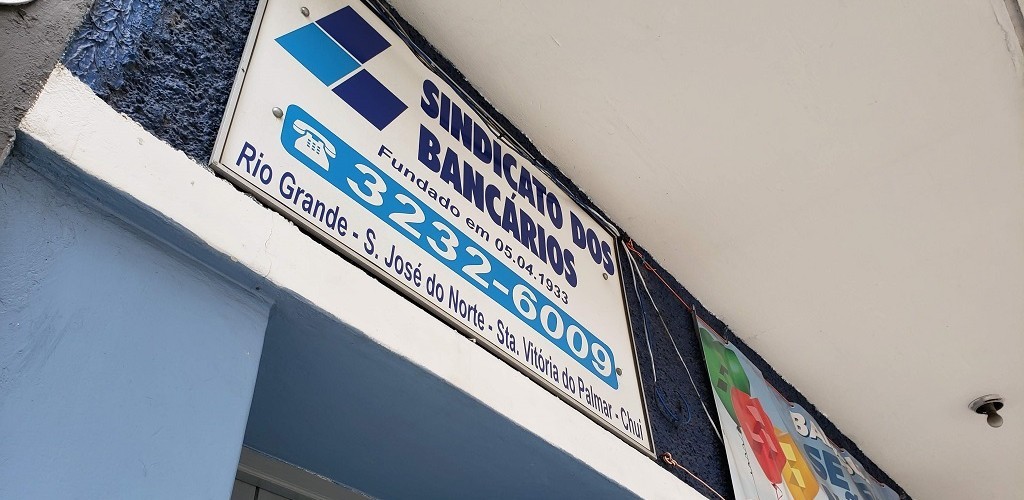 SINDICATO DOS
BANCÁRIOS
Fundado em 05.04.1933
3232-6009
Rio Grande - S. José do Norte - Sta. Vitória do Palmar - Chuí